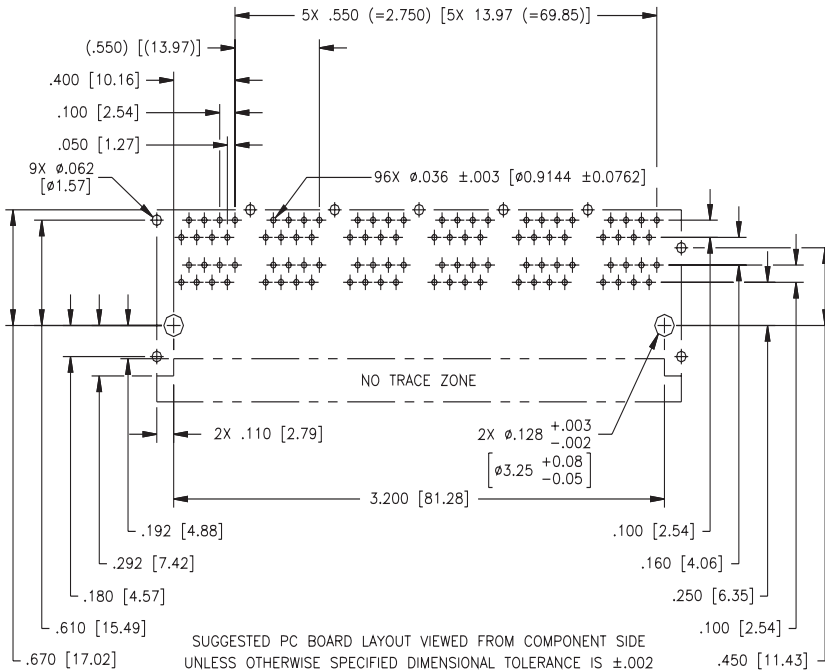 5X .550 (=2.750) [5X 13.97 (=69.85)]
(.550) [(13.97)]
.400 [10.16]
.100 [2.54]
.050 [1.27]
9X ø.062
[ø1.57]
96X ø.036 ±.003 [ø0.9144 ±0.0762]
NO TRACE ZONE
2X .110 [2.79]
2X ø.128 +.003
-.002
[ø3.25 +0.08
-0.05]
3.200 [81.28]
.192 [4.88]
.100 [2.54]
.292 [7.42]
.160 [4.06]
.180 [4.57]
.250 [6.35]
.610 [15.49]
.100 [2.54]
.670 [17.02]
.450 [11.43]
SUGGESTED PC BOARD LAYOUT VIEWED FROM COMPONENT SIDE
UNLESS OTHERWISE SPECIFIED DIMENSIONAL TOLERANCE IS ±.002